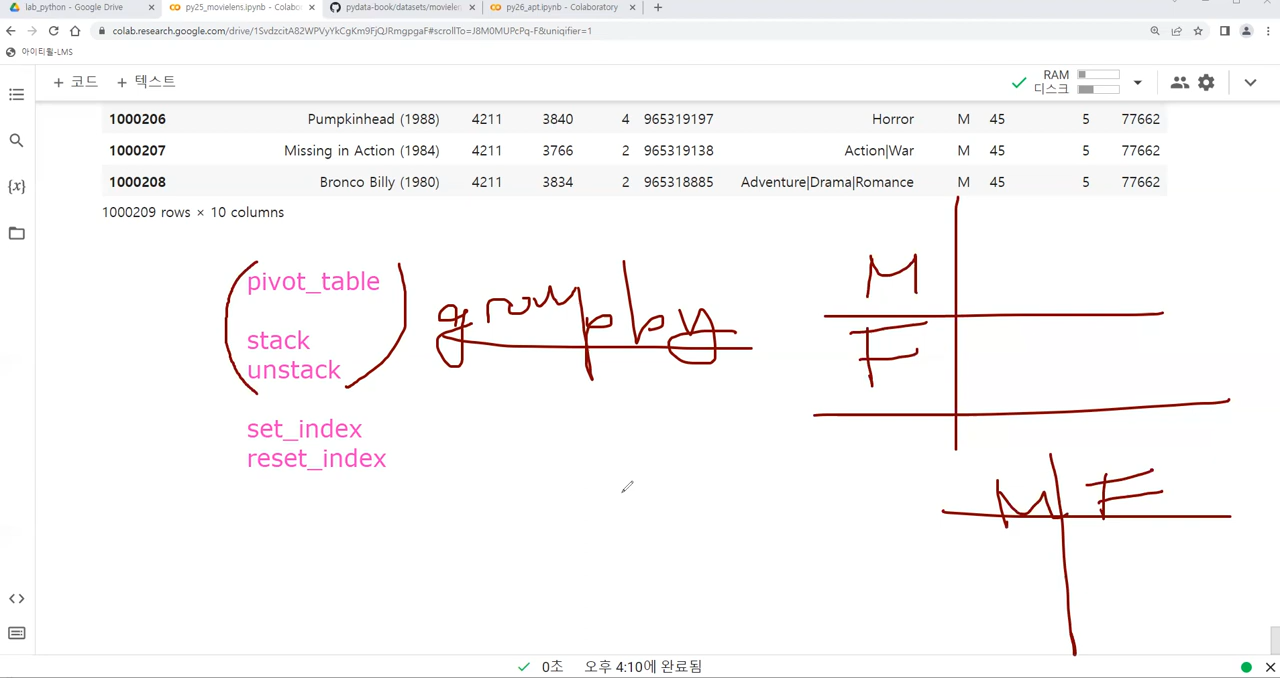 lab_python - Google Drive
py25_movielens.ipynb - Colabo
pydata-book/datasets/movielen
py26_apt.ipynb - Colaboratory
colab.research.google.com/drive/1SvdzcitA82WPVyYkCgKm9FjQJRmgpgaF#scrollTo=J8M0MUPcPq-F&uniqifier=1
아이티윌-LMS
+ 코드 + 텍스트
RAM
디스크
1000206 Pumpkinhead (1988) 4211 3840 4 965319197 Horror M 45 5 77662
1000207 Missing in Action (1984) 4211 3766 2 965319138 Action|War M 45 5 77662
1000208 Bronco Billy (1980) 4211 3834 2 965318885 Adventure|Drama|Romance M 45 5 77662
1000209 rows × 10 columns
pivot_table
stack
unstack
set_index
reset_index
groupby
M
F
M F
{x}
<>
0초 오후 4:10에 완료됨